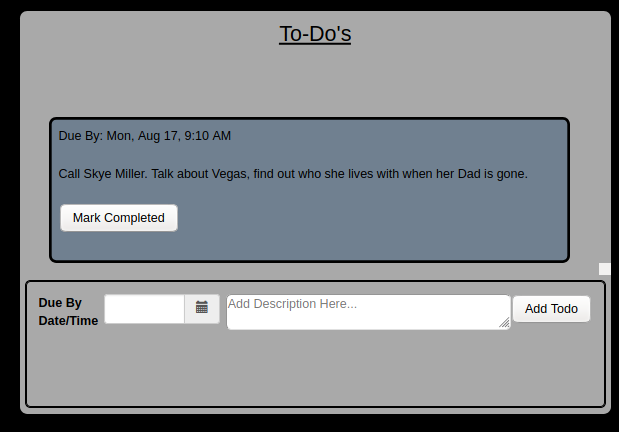 To-Do's
Due By: Mon, Aug 17, 9:10 AM
Call Skye Miller. Talk about Vegas, find out who she lives with when her Dad is gone.
Mark Completed
Due By
Date/Time
Add Description Here...
Add Todo